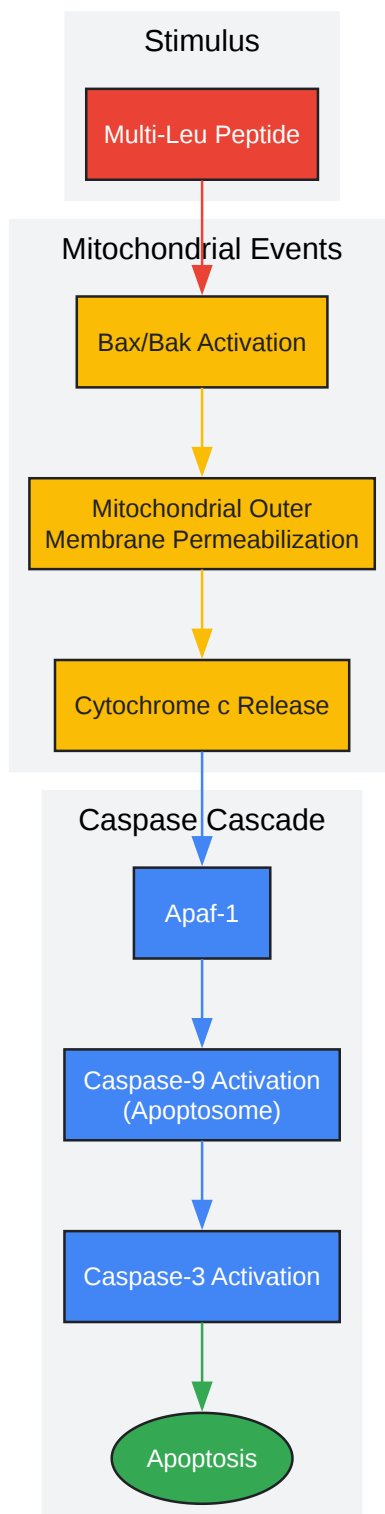 Stimulus
Multi-Leu Peptide
Mitochondrial Events
Bax/Bak Activation
Mitochondrial Outer
Membrane Permeabilization
Cytochrome c Release
Caspase Cascade
Apaf-1
Caspase-9 Activation
(Apoptosome)
Caspase-3 Activation
Apoptosis